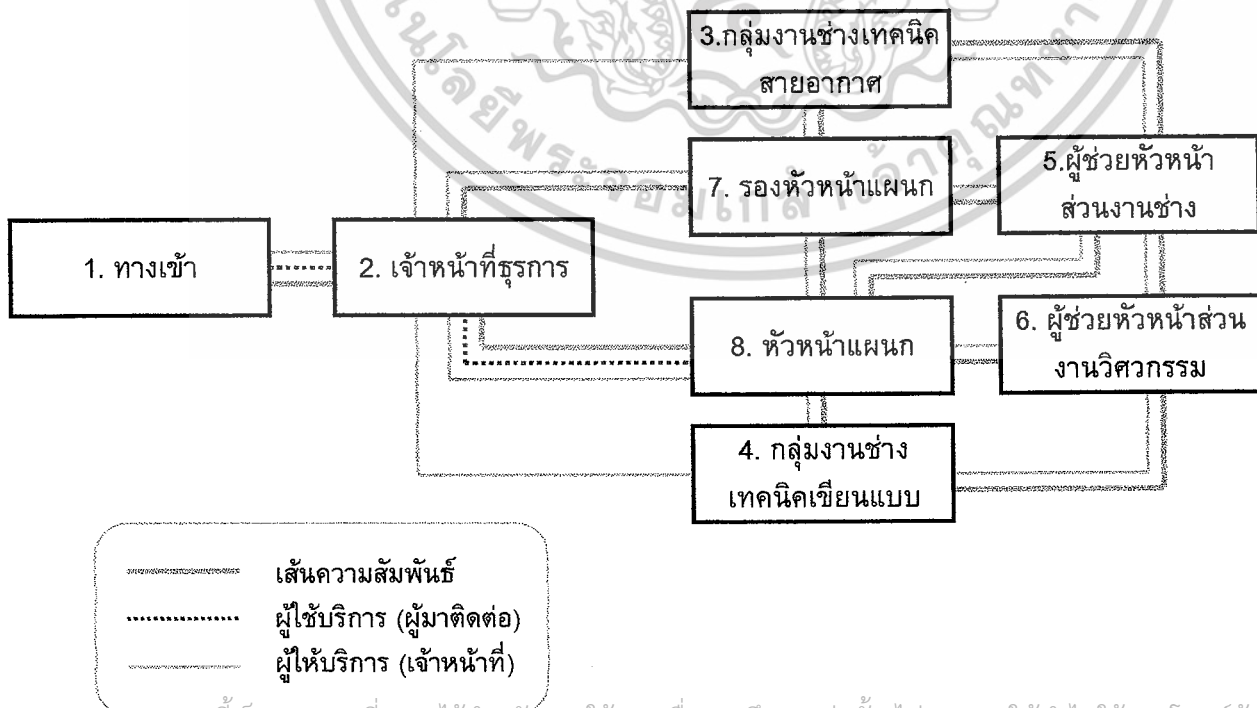 3.กลุ่มงานช่างเทคนิค
สายอากาศ
7. รองหัวหน้าแผนก
5.ผู้ช่วยหัวหน้า
ส่วนงานช่าง
1. ทางเข้า
2. เจ้าหน้าที่ธุรการ
8. หัวหน้าแผนก
6. ผู้ช่วยหัวหน้าส่วน
งานวิศวกรรม
4. กลุ่มงานช่าง
เทคนิคเขียนแบบ
เส้นความสัมพันธ์
ผู้ใช้บริการ (ผู้มาติดต่อ)
ผู้ให้บริการ (เจ้าหน้าที่)